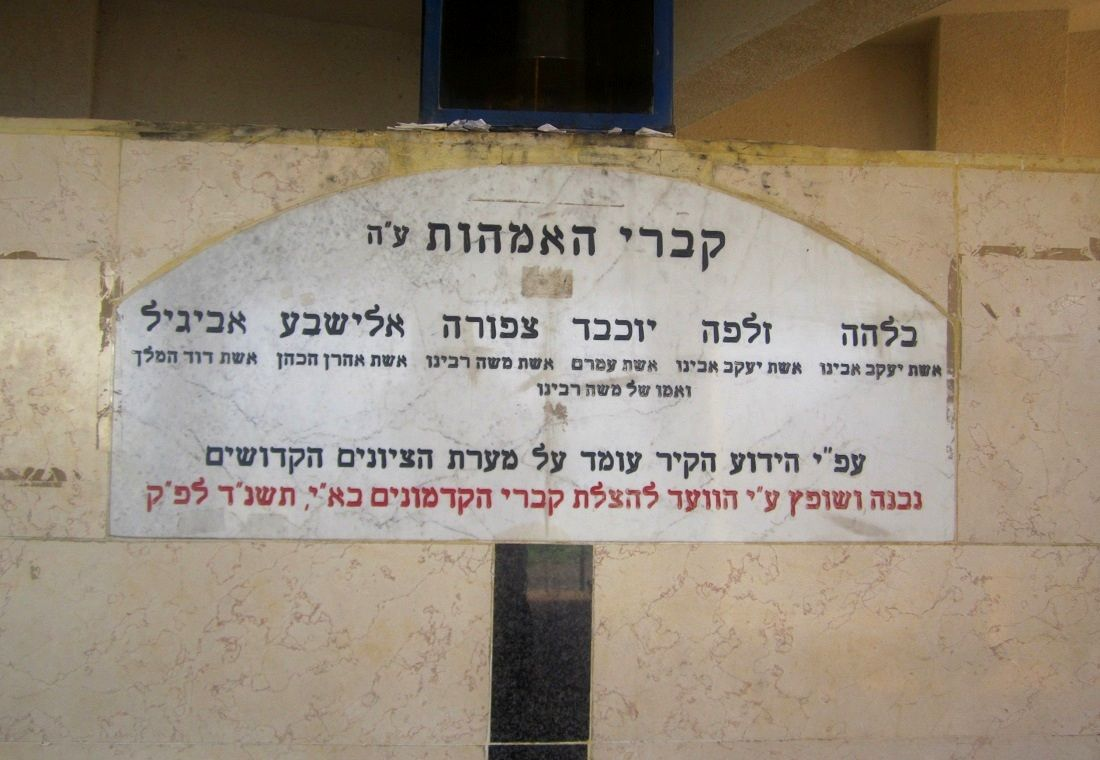 קברי האמהות ע"ה
בלהה זלפה יוכבד צפורה אלישבע אביגיל
אשת יעקב אבינו אשת יעקב אבינו אשת עמרם אשת משה רבינו אשת אהרן הכהן אשת דוד המלך
ואמו של משה רבינו
עפ"י הידוע הקיר עומד על מערת הציונים הקדושים
נבנה ושופץ ע"י הוועד להצלת קברי הקדמונים בא"י, תשנ"ד לפ"ק